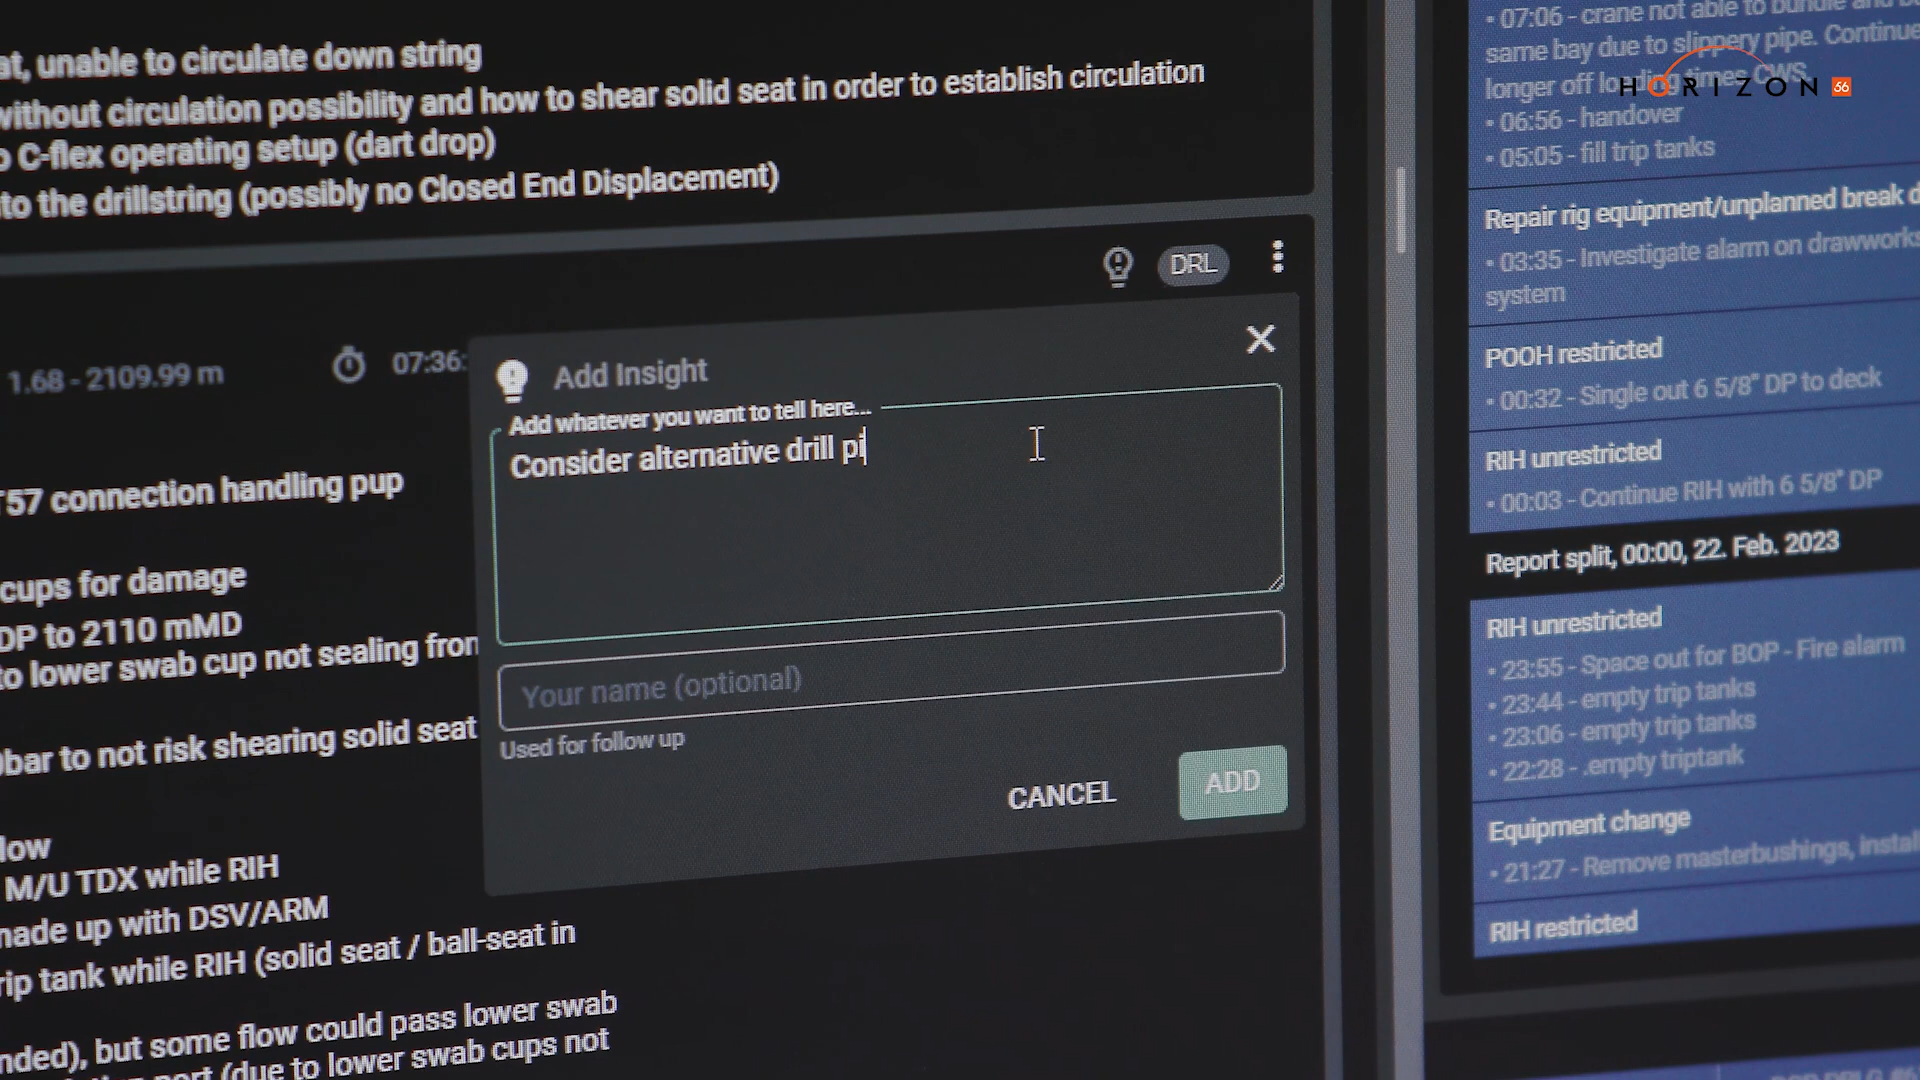 at, unable to circulate down string
without circulation possibility and how to shear solid seat in order to establish circulation
o C-flex operating setup (dart drop)
to the drillstring (possibly no Closed End Displacement)
DRL
1.68 - 2109.99 m
07:36:
T57 connection handling pup
cups for damage
DP to 2110 mMD
to lower swab cup not sealing from
bar to not risk shearing solid seat
low
M/U TDX while RIH
made up with DSV/ARM
rip tank while RIH (solid seat / ball-seat in
nded), but some flow could pass lower swab
port (due to lower swab cups not
Add Insight
Add whatever you want to tell here...
Consider alternative drill pi
Your name (optional)
Used for follow up
CANCEL
ADD
• 07:06 - crane not able to bundle and
same bay due to slippery pipe. Continue
longer off loading times. CWS
• 06:56 - handover
• 05:05 - fill trip tanks
Repair rig equipment/unplanned break d
• 03:35 - Investigate alarm on drawworks
system
POOH restricted
• 00:32 - Single out 6 5/8" DP to deck
RIH unrestricted
• 00:03 - Continue RIH with 6 5/8" DP
Report split, 00:00, 22. Feb. 2023
RIH unrestricted
• 23:55 - Space out for BOP - Fire alarm
• 23:44 - empty trip tanks
• 23:06 - empty trip tanks
• 22:28 - .empty triptank
Equipment change
• 21:27 - Remove masterbushings, install
RIH restricted
HORIZON 56